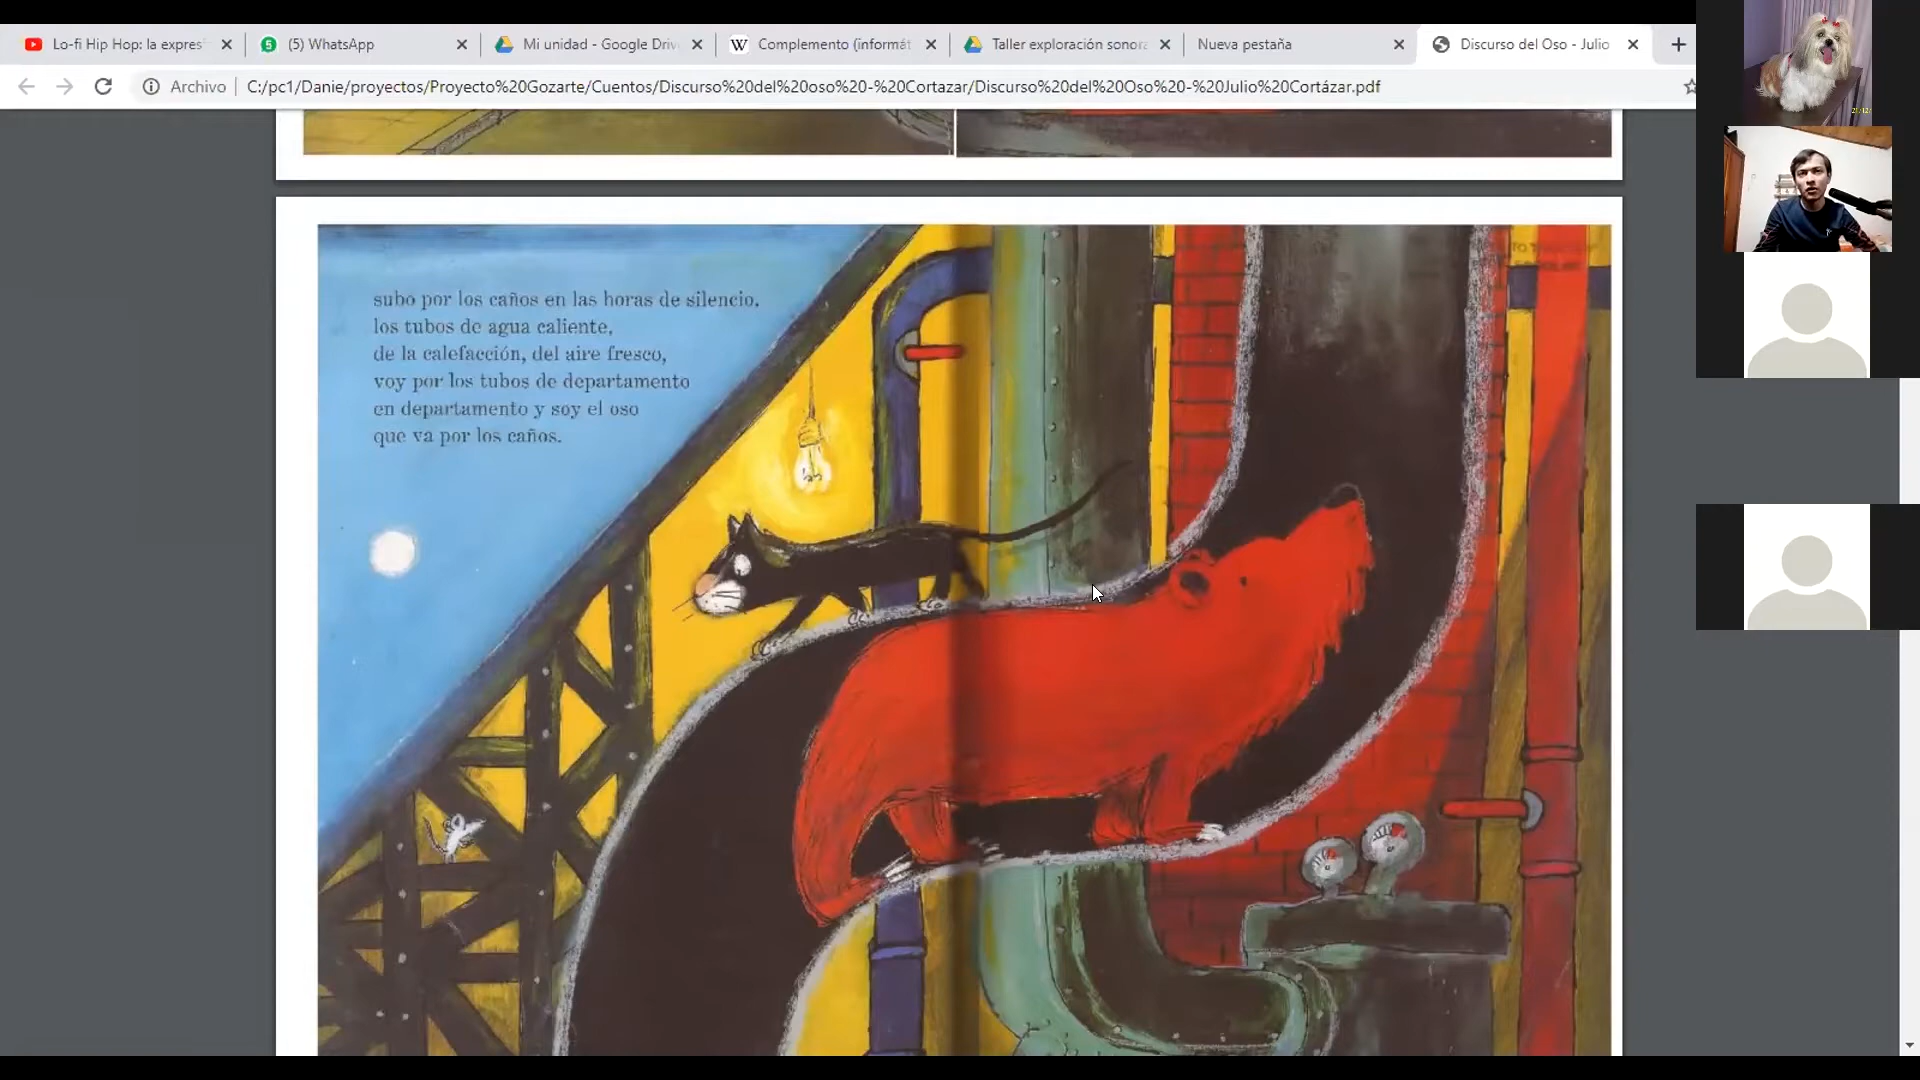 Lo-fi Hip Hop: la expres
(5) WhatsApp
Mi unidad - Google Driv
Complemento (informát
Taller exploración sonora
Nueva pestaña
Discurso del Oso - Julio
Archivo
C:/pc1/Danie/proyectos/Proyecto%20Gozarte/Cuentos/Discurso%20del%20oso%20-%20Cortazar/Discurso%20del%20Oso%20-%20Julio%20Cortázar.pdf
subo por los caños en las horas de silencio,
los tubos de agua caliente,
de la calefacción, del aire fresco,
voy por los tubos de departamento
en departamento y soy el oso
que va por los caños.